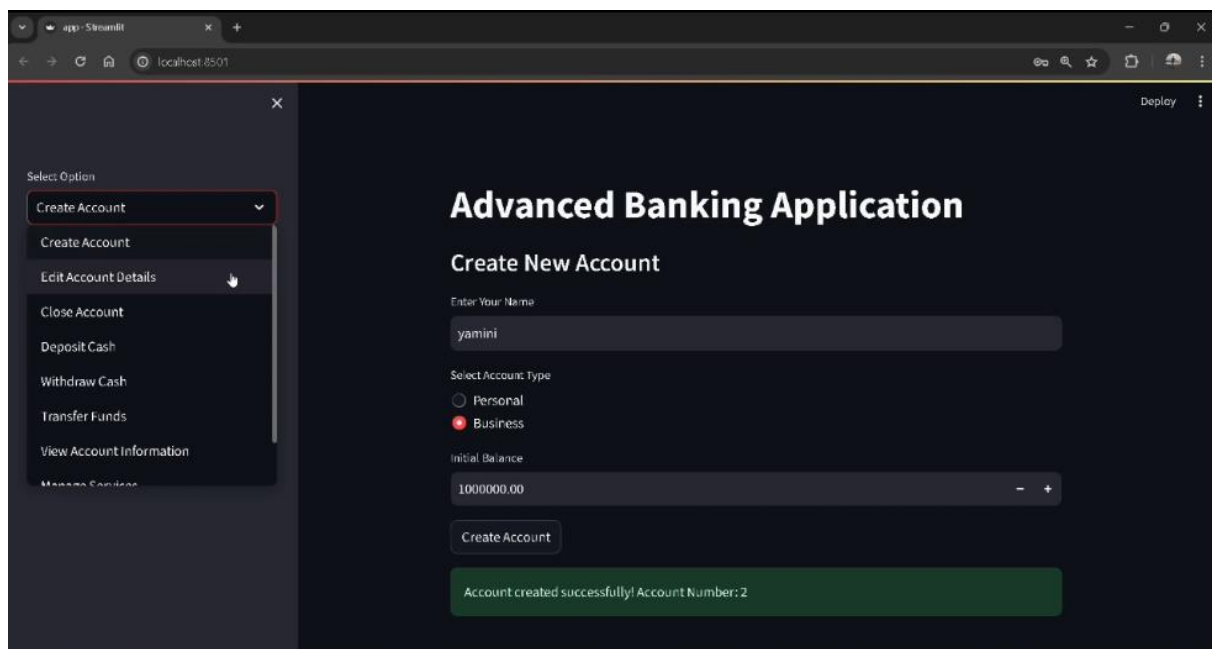 app · Streamlit
localhost:8501
Deploy
Select Option
Create Account
Create Account
Edit Account Details
Close Account
Deposit Cash
Withdraw Cash
Transfer Funds
View Account Information
Manage Services
Advanced Banking Application
Create New Account
Enter Your Name
yamini
Select Account Type
Personal
Business
Initial Balance
1000000.00
Create Account
Account created successfully! Account Number: 2